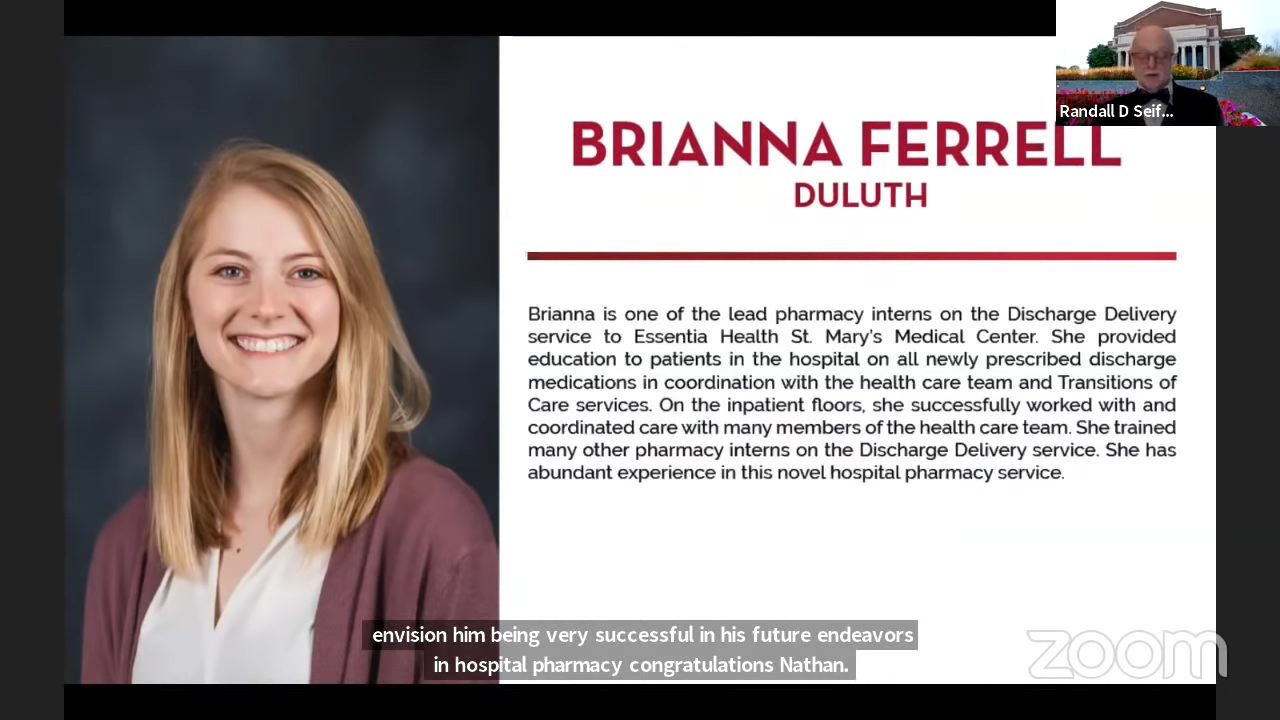 Randall D Seif...
BRIANNA FERRELL
DULUTH
Brianna is one of the lead pharmacy interns on the Discharge Delivery
service to Essentia Health St. Mary's Medical Center. She provided
education to patients in the hospital on all newly prescribed discharge
medications in coordination with the health care team and Transitions of
Care services. On the inpatient floors, she successfully worked with and
coordinated care with many members of the health care team. She trained
many other pharmacy interns on the Discharge Delivery service. She has
abundant experience in this novel hospital pharmacy service.
envision him being very successful in his future endeavors
in hospital pharmacy congratulations Nathan.
zoom